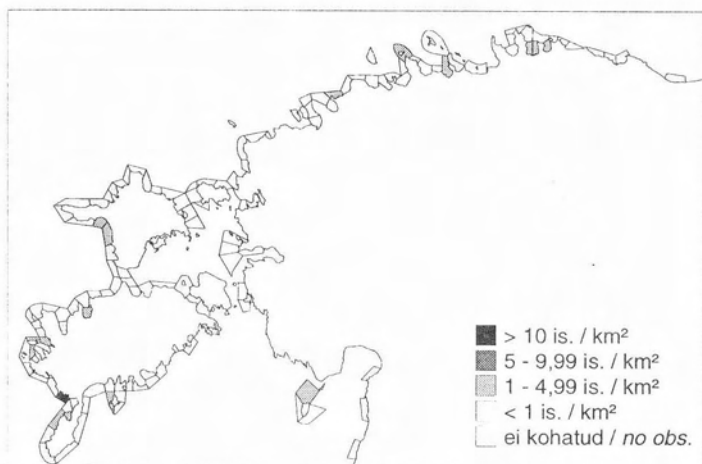 > 10 is. / km²
5 - 9,99 is. / km²
1 - 4,99 is. / km²
< 1 is. / km²
ei kohatud / no obs.